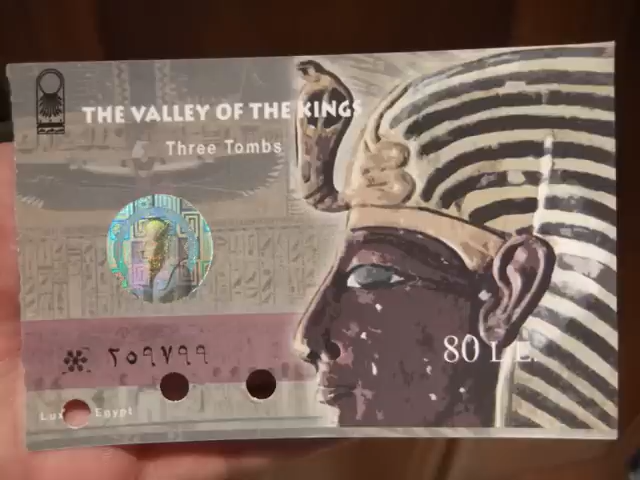 THE VALLEY OF THE KINGS
Three Tombs
80 L.E.
٢٥٩٧٩٩
Egypt